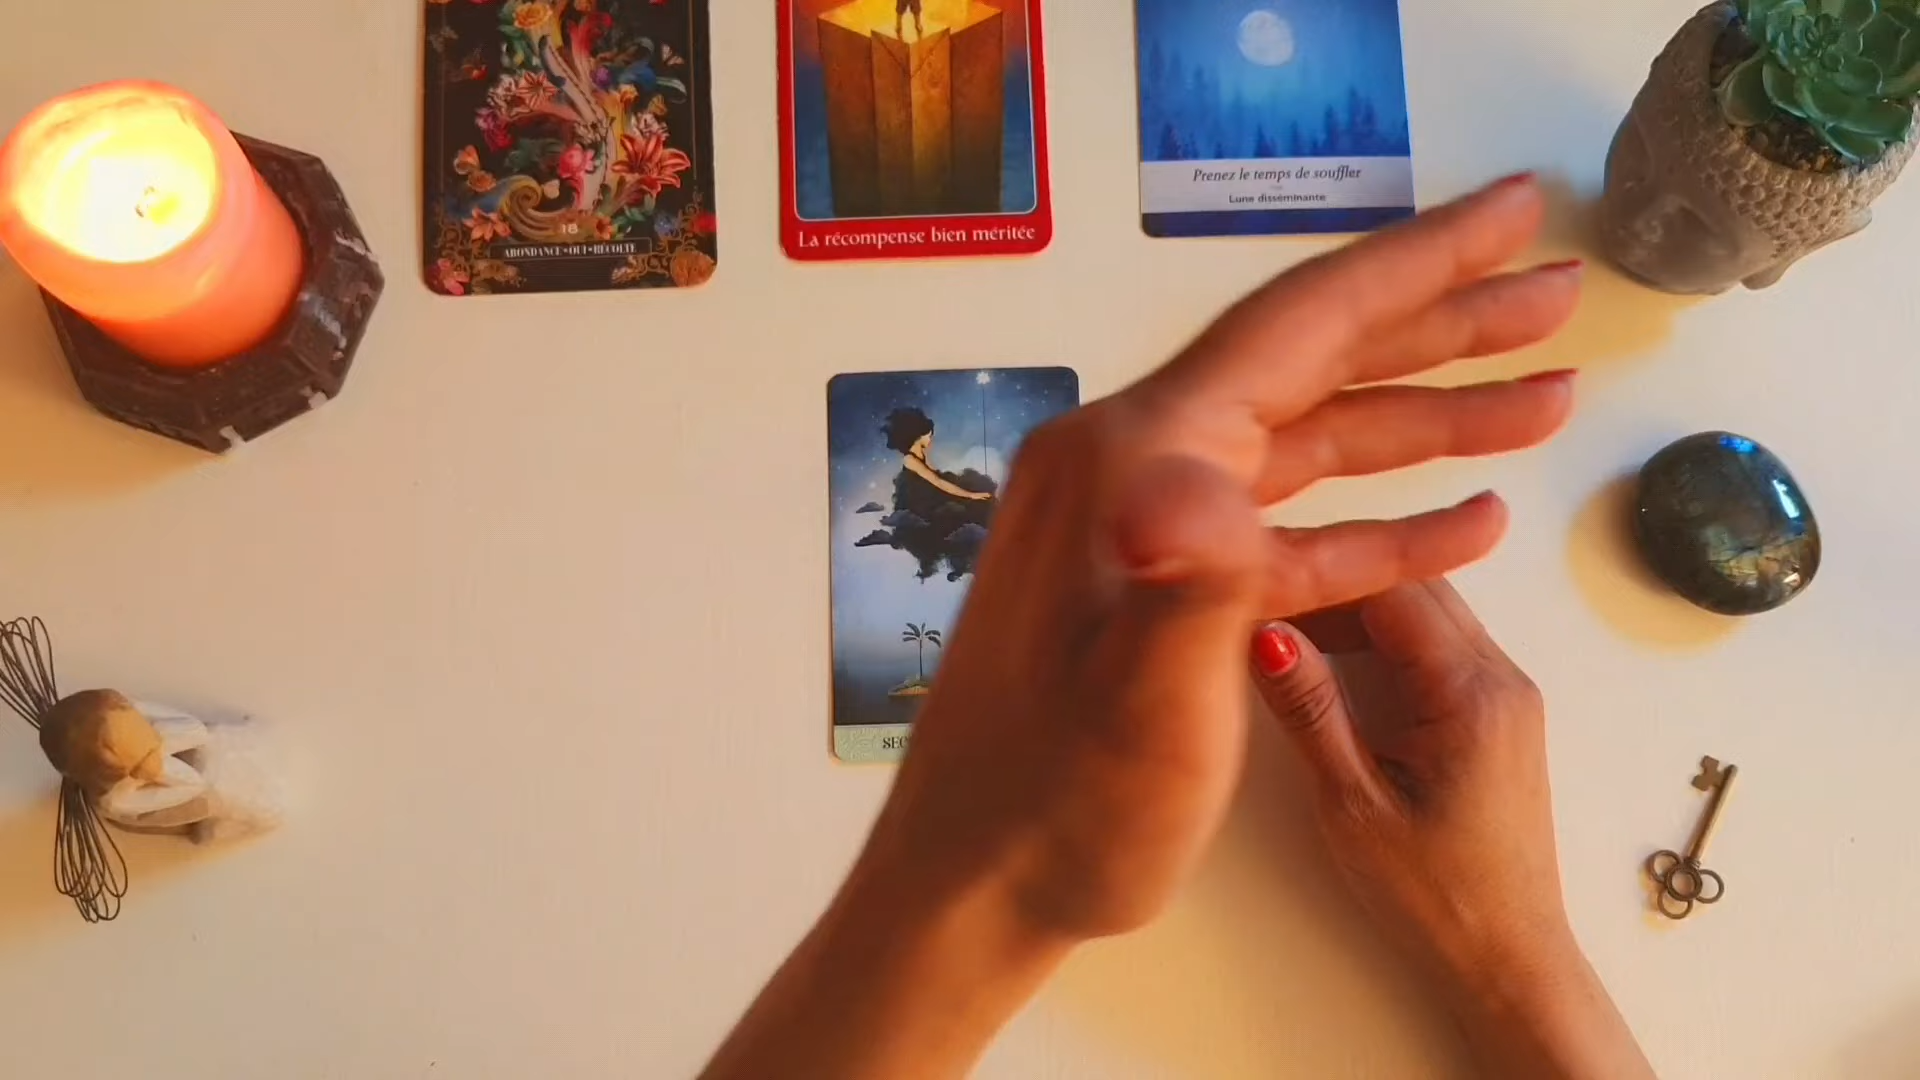 18
ABONDANCE•OUI•RÉCOLTE
La récompense bien méritée
Prenez le temps de souffler
Lune disséminante